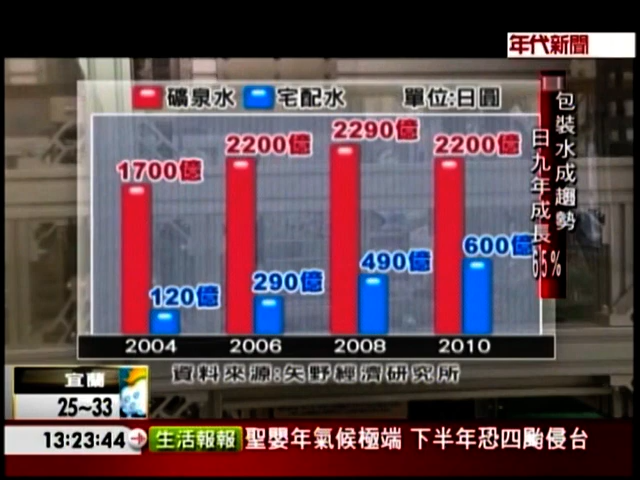 年代新聞
礦泉水 宅配水 單位:日圓
包裝水成趨勢
日九年成長65%
1700億 2200億 2290億 2200億
120億 290億 490億 600億
2004 2006 2008 2010
資料來源:矢野經濟研究所
宜蘭
25~33
13:23:44 生活報報 聖嬰年氣候極端 下半年恐四颱侵台